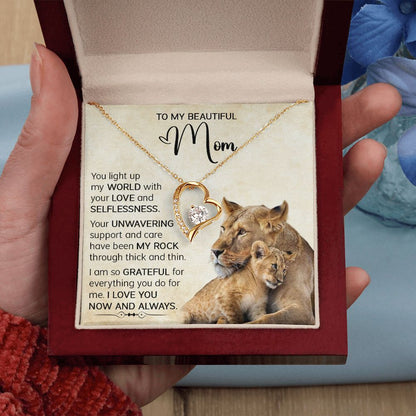 TO MY BEAUTIFUL
Mom
You light up
my WORLD with
your LOVE and
SELFLESSNESS.
Your UNWAVERING
support and care
have been MY ROCK
through thick and thin.
I am so GRATEFUL for
everything you do for
me. I LOVE YOU
NOW AND ALWAYS.